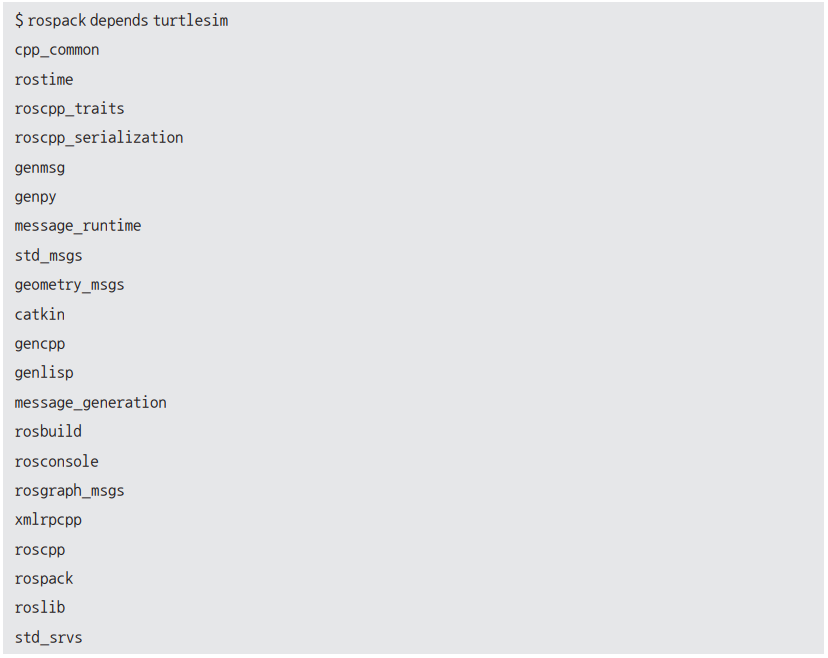 $ rospack depends turtlesim
cpp_common
rostime
roscpp_traits
roscpp_serialization
genmsg
genpy
message_runtime
std_msgs
geometry_msgs
catkin
gencpp
genlisp
message_generation
rosbuild
rosconsole
rosgraph_msgs
xmlrpcpp
roscpp
rospack
roslib
std_srvs